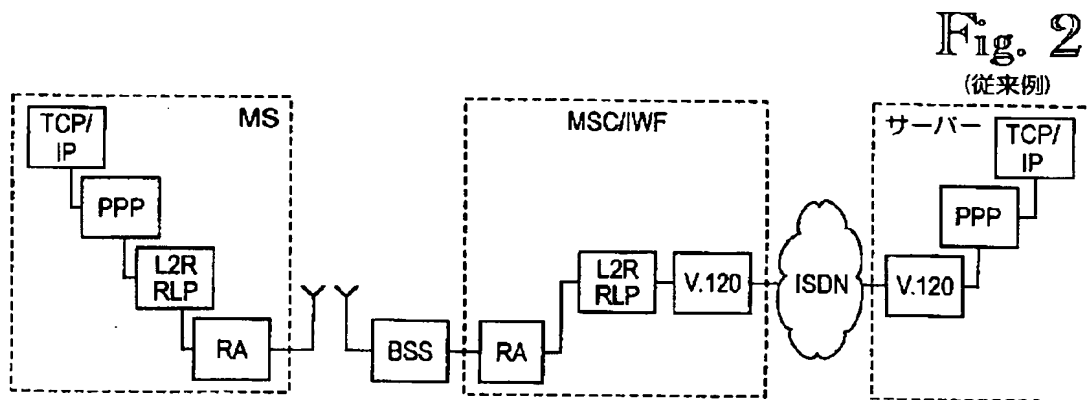 Fig. 2
(従来例)
MS
TCP/
IP
PPP
L2R
RLP
RA
BSS
MSC/IWF
RA
L2R
RLP
V.120
ISDN
サーバー
TCP/
IP
PPP
V.120